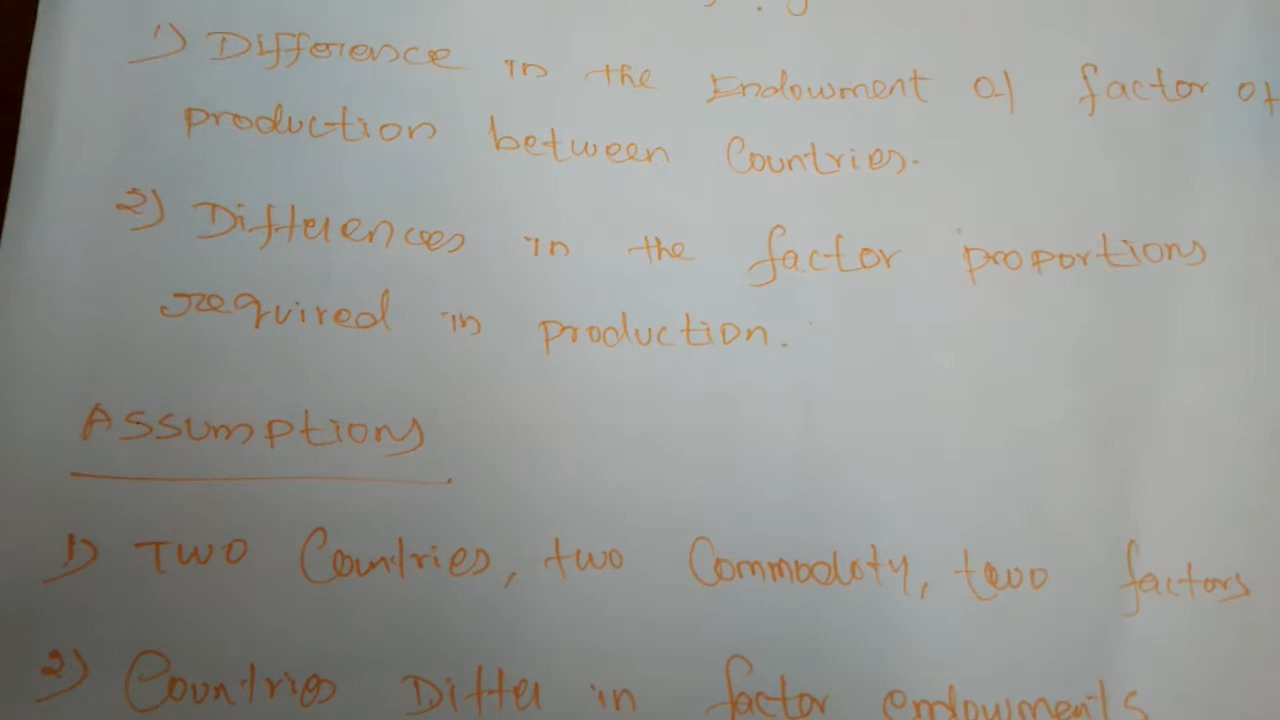 1) Difference in the Endowment of factor of
production between Countries.
2) Differences in the factor proportions
required in production.
Assumptions
1) TWO Countries, two Commodoty, two factors
2) Countries Differ in factor endowments